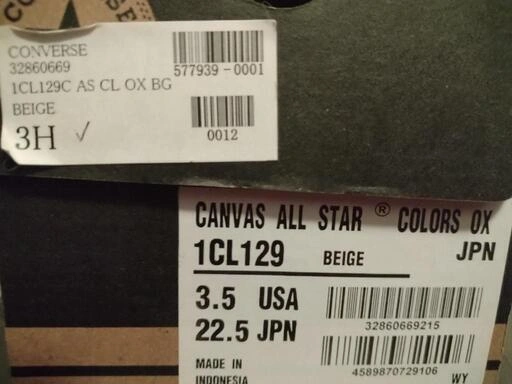 CONVERSE
32860669
577939-0001
1CL129C AS CL OX BG
BEIGE
3H ✓
0012
CANVAS ALL STAR ® COLORS OX
1CL129 BEIGE JPN
3.5 USA
22.5 JPN
32860669215
MADE IN
INDONESIA
4589870729106
WY